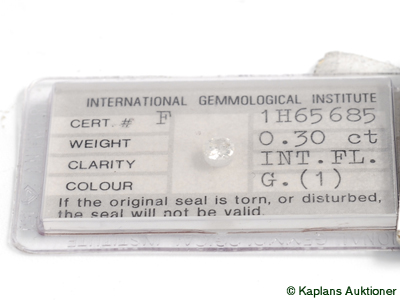 INTERNATIONAL GEMMOLOGICAL INSTITUTE
CERT. # F 1H65685
WEIGHT 0.30 ct
CLARITY INT.FL.
COLOUR G.(1)
If the original seal is torn, or disturbed,
the seal will not be valid.
© Kaplans Auktioner